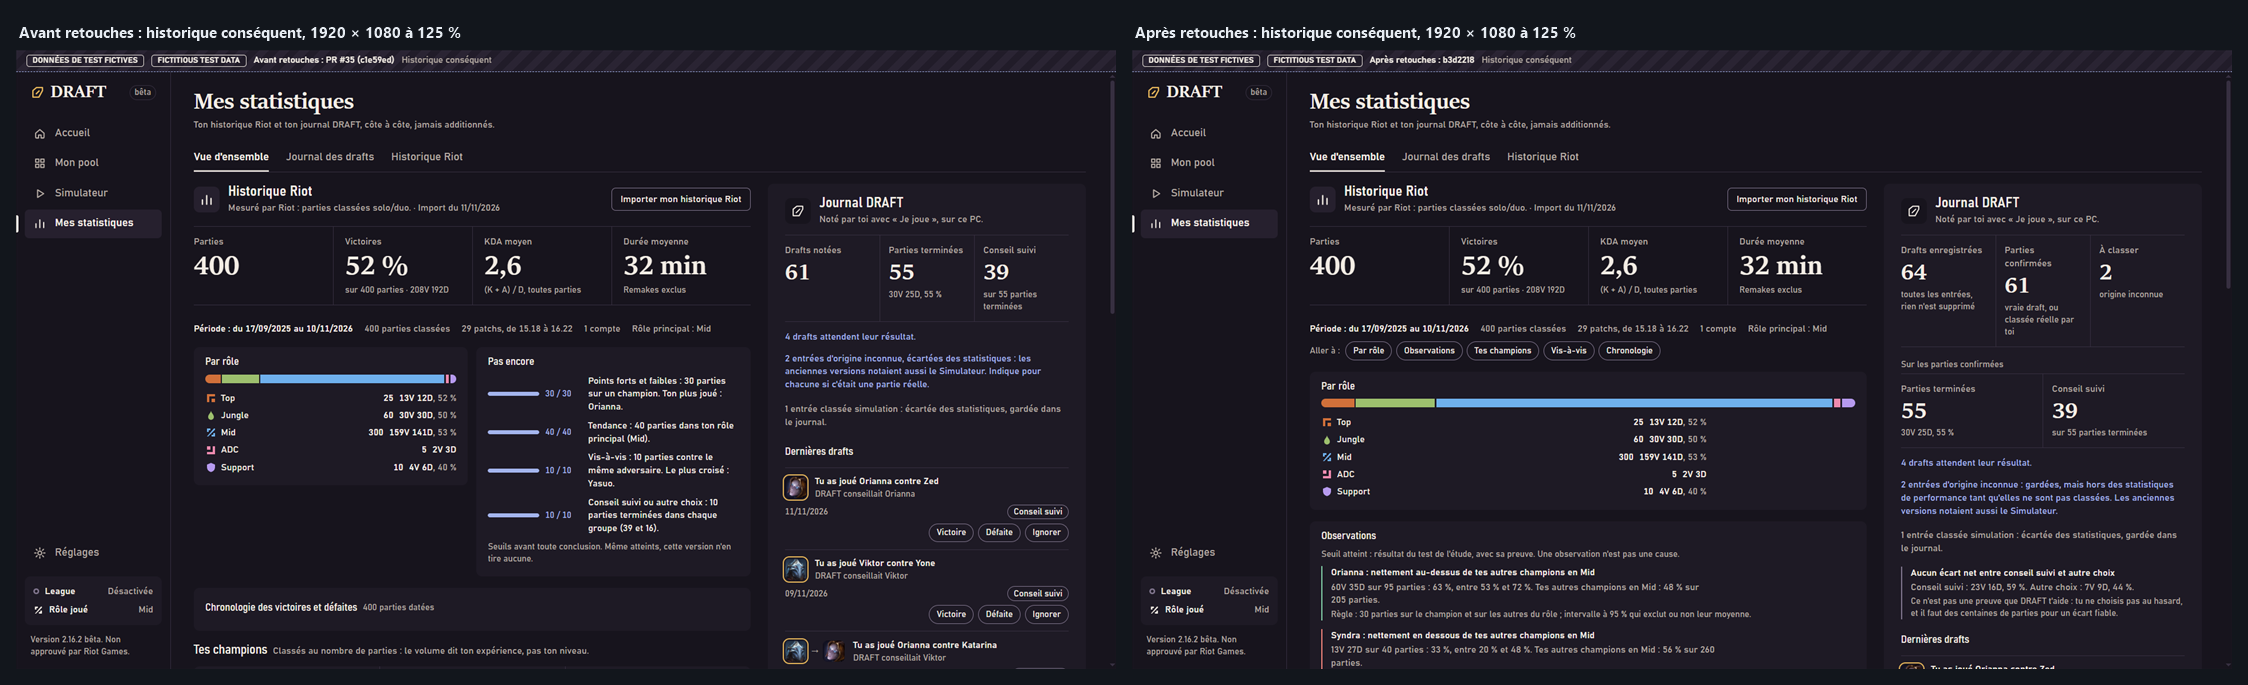 Avant retouches : historique conséquent, 1920 × 1080 à 125 %
DONNÉES DE TEST FICTIVES
FICTITIOUS TEST DATA
Avant retouches : PR #35 (c1e59ed)
Historique conséquent
DRAFT
bêta
Accueil
Mon pool
Simulateur
Mes statistiques
Réglages
League
Désactivée
Rôle joué
Mid
Version 2.16.2 bêta. Non
approuvé par Riot Games.
Mes statistiques
Ton historique Riot et ton journal DRAFT, côte à côte, jamais additionnés.
Vue d'ensemble
Journal des drafts
Historique Riot
Historique Riot
Mesuré par Riot : parties classées solo/duo. · Import du 11/11/2026
Importer mon historique Riot
Parties
400
Victoires
52 %
sur 400 parties · 208V 192D
KDA moyen
2,6
(K + A) / D, toutes parties
Durée moyenne
32 min
Remakes exclus
Période : du 17/09/2025 au 10/11/2026
400 parties classées
29 patchs, de 15.18 à 16.22
1 compte
Rôle principal : Mid
Par rôle
Top
25 13V 12D, 52 %
Jungle
60 30V 30D, 50 %
Mid
300 159V 141D, 53 %
ADC
5 2V 3D
Support
10 4V 6D, 40 %
Pas encore
30 / 30
Points forts et faibles : 30 parties
sur un champion. Ton plus joué :
Orianna.
40 / 40
Tendance : 40 parties dans ton rôle
principal (Mid).
10 / 10
Vis-à-vis : 10 parties contre le
même adversaire. Le plus croisé :
Yasuo.
10 / 10
Conseil suivi ou autre choix : 10
parties terminées dans chaque
groupe (39 et 16).
Seuils avant toute conclusion. Même atteints, cette version n'en
tire aucune.
Chronologie des victoires et défaites
400 parties datées
Tes champions
Classés au nombre de parties : le volume dit ton expérience, pas ton niveau.
Journal DRAFT
Noté par toi avec « Je joue », sur ce PC.
Drafts notées
61
Parties terminées
55
30V 25D, 55 %
Conseil suivi
39
sur 55 parties
terminées
4 drafts attendent leur résultat.
2 entrées d'origine inconnue, écartées des statistiques : les
anciennes versions notaient aussi le Simulateur. Indique pour
chacune si c'était une partie réelle.
1 entrée classée simulation : écartée des statistiques, gardée dans
le journal.
Dernières drafts
Tu as joué Orianna contre Zed
DRAFT conseillait Orianna
11/11/2026
Conseil suivi
Victoire
Défaite
Ignorer
Tu as joué Viktor contre Yone
DRAFT conseillait Viktor
09/11/2026
Conseil suivi
Victoire
Défaite
Ignorer
→
Tu as joué Orianna contre Katarina
DRAFT conseillait Viktor
Après retouches : historique conséquent, 1920 × 1080 à 125 %
DONNÉES DE TEST FICTIVES
FICTITIOUS TEST DATA
Après retouches : b3d2218
Historique conséquent
DRAFT
bêta
Accueil
Mon pool
Simulateur
Mes statistiques
Réglages
League
Désactivée
Rôle joué
Mid
Version 2.16.2 bêta. Non
approuvé par Riot Games.
Mes statistiques
Ton historique Riot et ton journal DRAFT, côte à côte, jamais additionnés.
Vue d'ensemble
Journal des drafts
Historique Riot
Historique Riot
Mesuré par Riot : parties classées solo/duo. · Import du 11/11/2026
Importer mon historique Riot
Parties
400
Victoires
52 %
sur 400 parties · 208V 192D
KDA moyen
2,6
(K + A) / D, toutes parties
Durée moyenne
32 min
Remakes exclus
Période : du 17/09/2025 au 10/11/2026
400 parties classées
29 patchs, de 15.18 à 16.22
1 compte
Rôle principal : Mid
Aller à :
Par rôle
Observations
Tes champions
Vis-à-vis
Chronologie
Par rôle
Top
25 13V 12D, 52 %
Jungle
60 30V 30D, 50 %
Mid
300 159V 141D, 53 %
ADC
5 2V 3D
Support
10 4V 6D, 40 %
Observations
Seuil atteint : résultat du test de l'étude, avec sa preuve. Une observation n'est pas une cause.
Orianna : nettement au-dessus de tes autres champions en Mid
60V 35D sur 95 parties : 63 %, entre 53 % et 72 %. Tes autres champions en Mid : 48 % sur
205 parties.
Règle : 30 parties sur le champion et sur les autres du rôle ; intervalle à 95 % qui exclut ou non leur moyenne.
Syndra : nettement en dessous de tes autres champions en Mid
13V 27D sur 40 parties : 33 %, entre 20 % et 48 %. Tes autres champions en Mid : 56 % sur 260
parties.
Journal DRAFT
Noté par toi avec « Je joue », sur ce PC.
Drafts enregistrées
64
toutes les entrées,
rien n'est supprimé
Parties
confirmées
61
vraie draft, ou
classée réelle par
toi
À classer
2
origine inconnue
Sur les parties confirmées
Parties terminées
55
30V 25D, 55 %
Conseil suivi
39
sur 55 parties terminées
4 drafts attendent leur résultat.
2 entrées d'origine inconnue : gardées, mais hors des statistiques
de performance tant qu'elles ne sont pas classées. Les anciennes
versions notaient aussi le Simulateur.
1 entrée classée simulation : écartée des statistiques, gardée dans
le journal.
Aucun écart net entre conseil suivi et autre choix
Conseil suivi : 23V 16D, 59 %. Autre choix : 7V 9D, 44 %.
Ce n'est pas une preuve que DRAFT t'aide : tu ne choisis pas au hasard,
et il faut des centaines de parties pour un écart fiable.
Dernières drafts
Tu as joué Orianna contre Zed